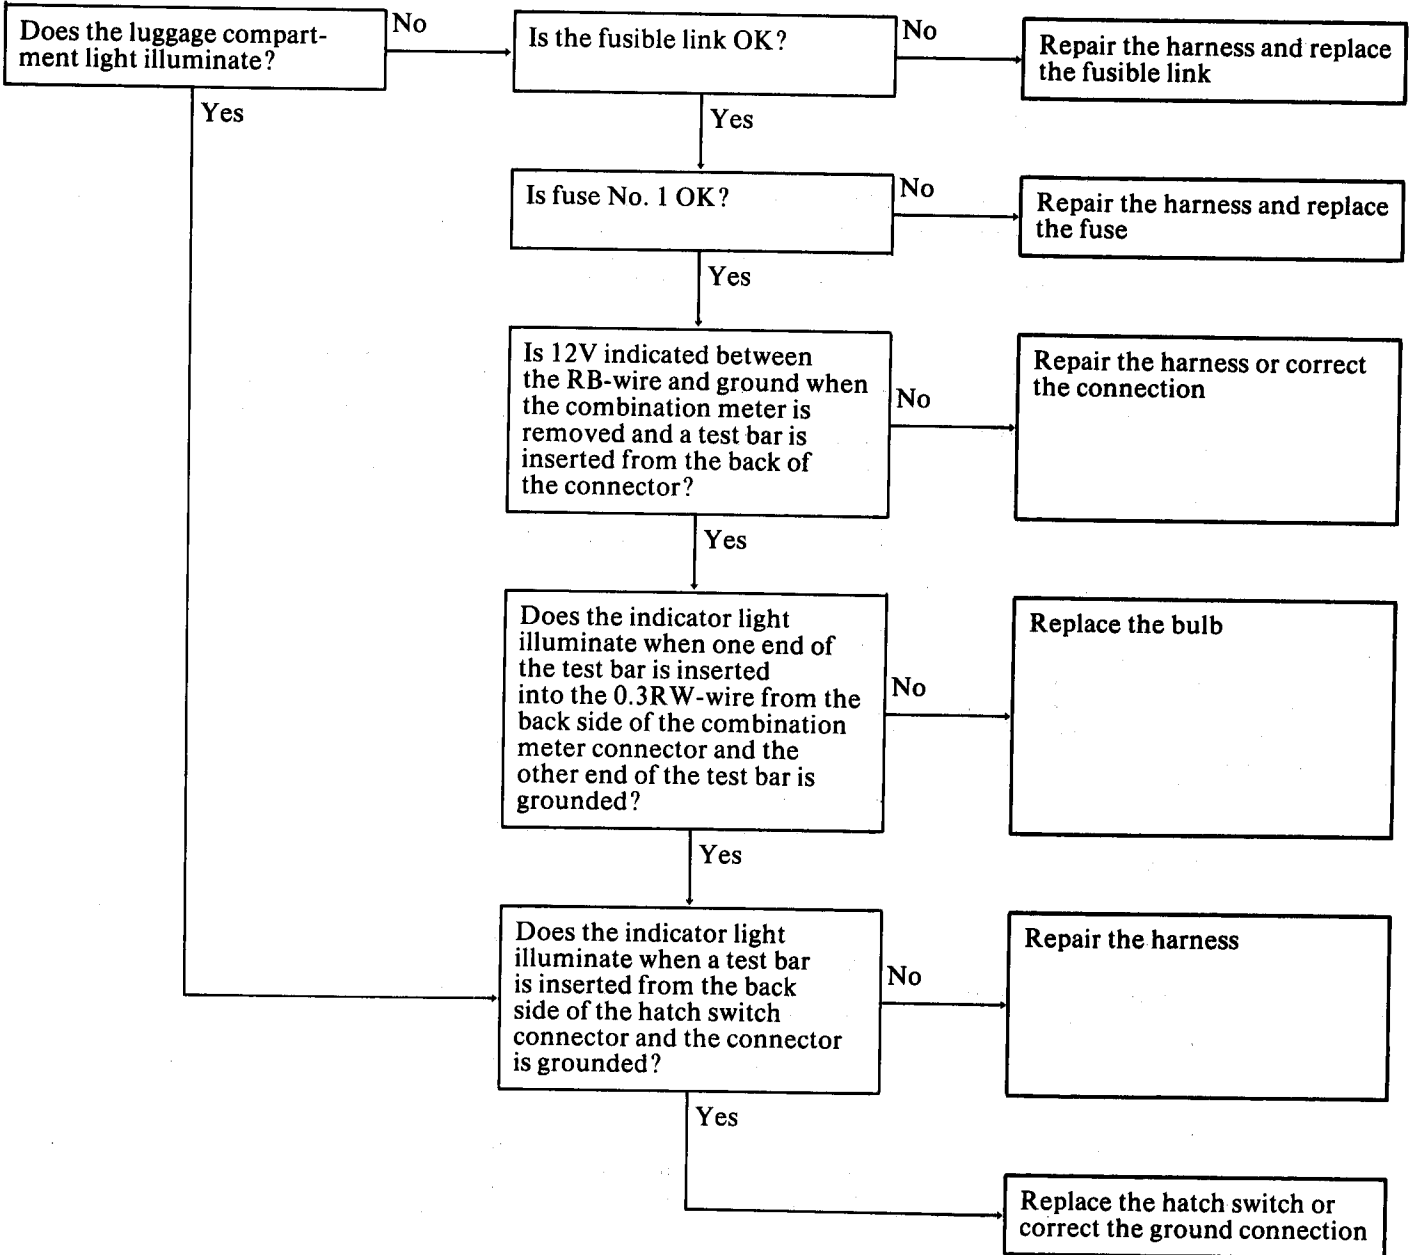 Does the luggage compart-
ment light illuminate?
No
Is the fusible link OK?
No
Repair the harness and replace
the fusible link
Yes
Yes
Is fuse No. 1 OK?
No
Repair the harness and replace
the fuse
Yes
Is 12V indicated between
the RB-wire and ground when
the combination meter is
removed and a test bar is
inserted from the back of
the connector?
No
Repair the harness or correct
the connection
Yes
Does the indicator light
illuminate when one end of
the test bar is inserted
into the 0.3RW-wire from the
back side of the combination
meter connector and the
other end of the test bar is
grounded?
No
Replace the bulb
Yes
Does the indicator light
illuminate when a test bar
is inserted from the back
side of the hatch switch
connector and the connector
is grounded?
No
Repair the harness
Yes
Replace the hatch switch or
correct the ground connection